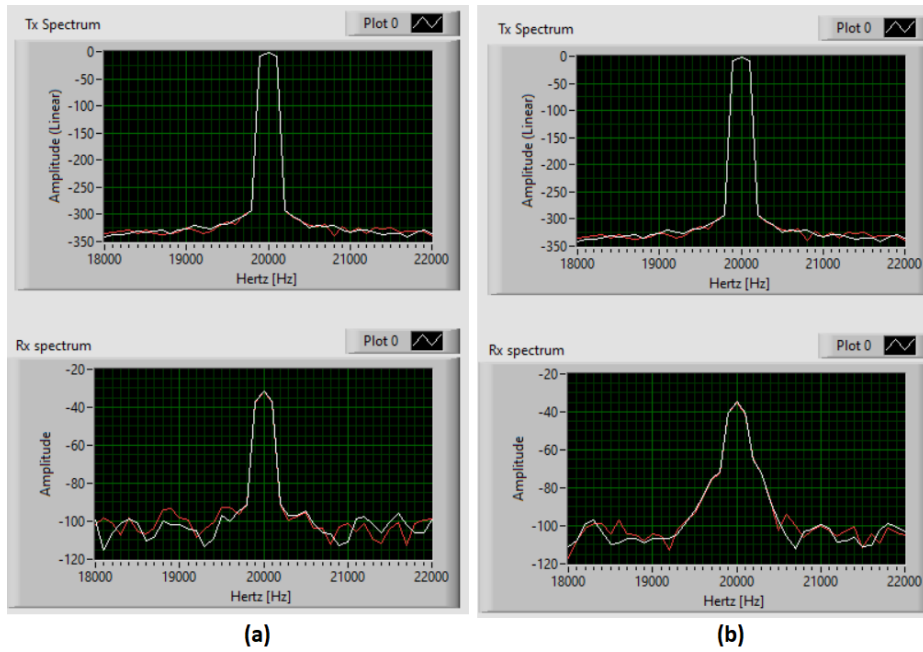 Tx Spectrum
Plot 0
Amplitude (Linear)
0
-50
-100
-150
-200
-250
-300
-350
18000 19000 20000 21000 22000
Hertz [Hz]
Rx spectrum
Plot 0
Amplitude
-20
-40
-60
-80
-100
-120
18000 19000 20000 21000 22000
Hertz [Hz]
(a)
Tx Spectrum
Plot 0
Amplitude (Linear)
0
-50
-100
-150
-200
-250
-300
-350
18000 19000 20000 21000 22000
Hertz [Hz]
Rx spectrum
Plot 0
Amplitude
-20
-40
-60
-80
-100
-120
18000 19000 20000 21000 22000
Hertz [Hz]
(b)